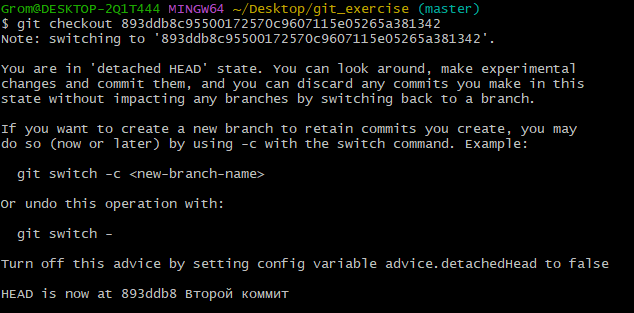 Grom@DESKTOP-2Q1T444 MINGW64 ~/Desktop/git_exercise (master)
$ git checkout 893ddb8c95500172570c9607115e05265a381342
Note: switching to '893ddb8c95500172570c9607115e05265a381342'.

You are in 'detached HEAD' state. You can look around, make experimental
changes and commit them, and you can discard any commits you make in this
state without impacting any branches by switching back to a branch.

If you want to create a new branch to retain commits you create, you may
do so (now or later) by using -c with the switch command. Example:

  git switch -c <new-branch-name>

Or undo this operation with:

  git switch -

Turn off this advice by setting config variable advice.detachedHead to false

HEAD is now at 893ddb8 Второй коммит